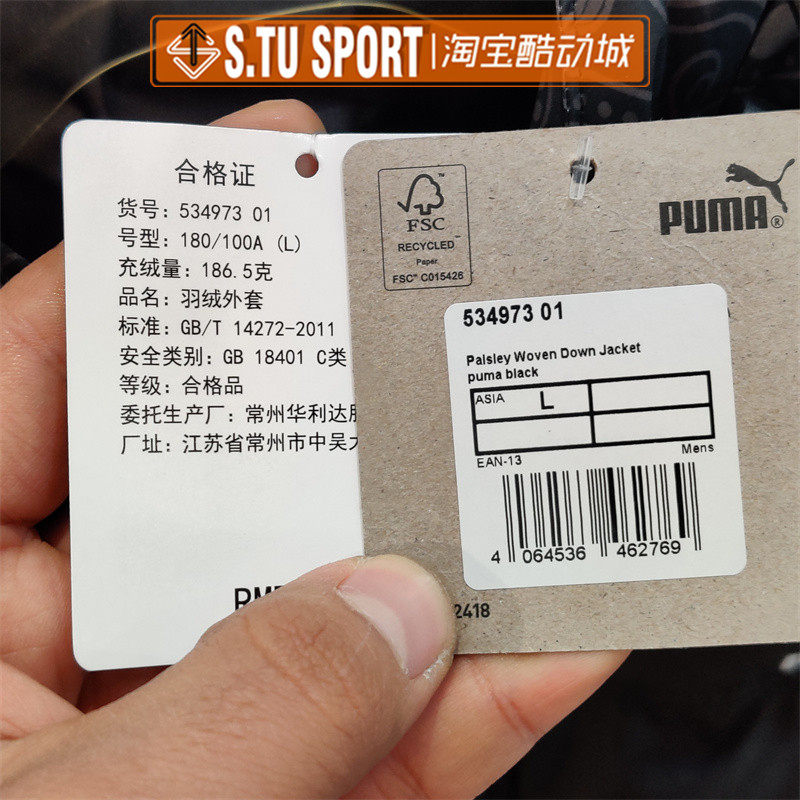 S.TU SPORT|淘宝酷动城
合格证
货号：534973 01
号型：180/100A (L)
充绒量：186.5克
品名：羽绒外套
标准：GB/T 14272-2011
安全类别：GB 18401 C类
等级：合格品
委托生产厂：常州华利达
厂址：江苏省常州市中吴
FSC
RECYCLED
Paper
FSC™ C015426
PUMA®
534973 01
Paisley Woven Down Jacket
puma black
ASIA L
EAN-13 Mens
4 064536 462769
2418